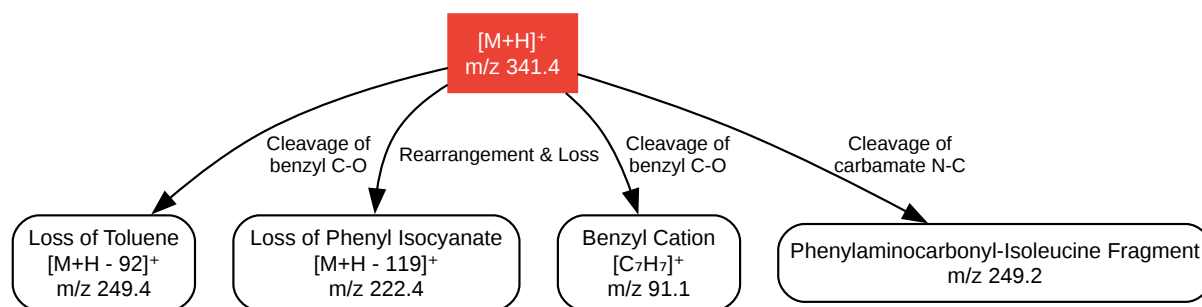 [M+H]⁺
m/z 341.4
Cleavage of
benzyl C-O
Rearrangement & Loss
Cleavage of
benzyl C-O
Cleavage of
carbamate N-C
Loss of Toluene
[M+H - 92]⁺
m/z 249.4
Loss of Phenyl Isocyanate
[M+H - 119]⁺
m/z 222.4
Benzyl Cation
[C₇H₇]⁺
m/z 91.1
Phenylaminocarbonyl-Isoleucine Fragment
m/z 249.2